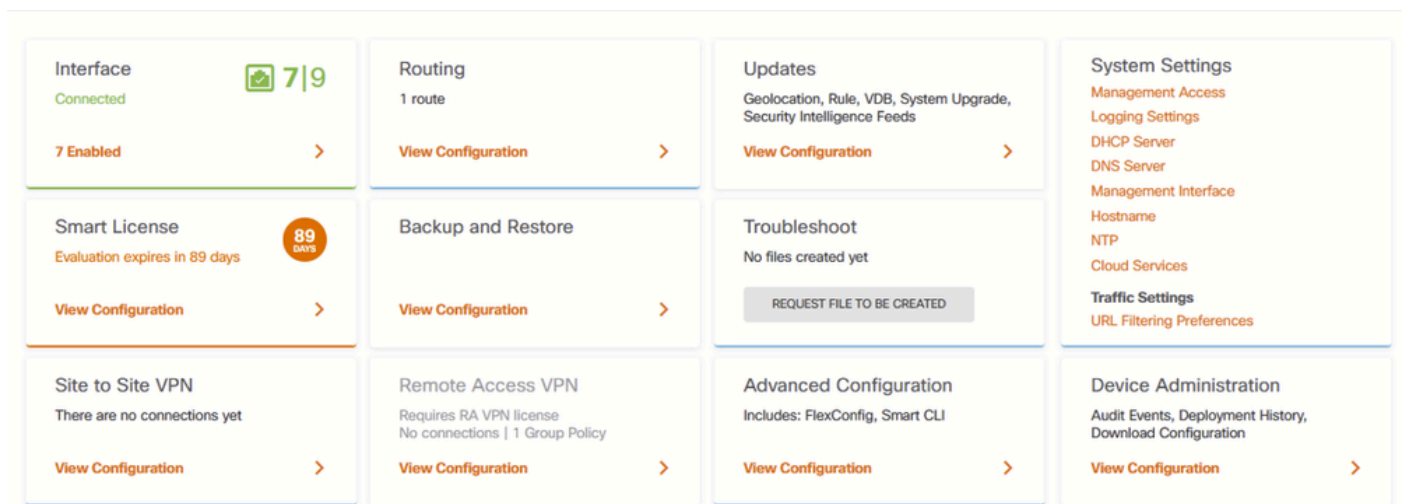 Interface
7|9
Connected
7 Enabled
Routing
1 route
View Configuration
Updates
Geolocation, Rule, VDB, System Upgrade,
Security Intelligence Feeds
View Configuration
System Settings
Management Access
Logging Settings
DHCP Server
DNS Server
Management Interface
Hostname
NTP
Cloud Services
Traffic Settings
URL Filtering Preferences
Smart License
89
DAYS
Evaluation expires in 89 days
View Configuration
Backup and Restore
View Configuration
Troubleshoot
No files created yet
REQUEST FILE TO BE CREATED
Site to Site VPN
There are no connections yet
View Configuration
Remote Access VPN
Requires RA VPN license
No connections | 1 Group Policy
View Configuration
Advanced Configuration
Includes: FlexConfig, Smart CLI
View Configuration
Device Administration
Audit Events, Deployment History,
Download Configuration
View Configuration